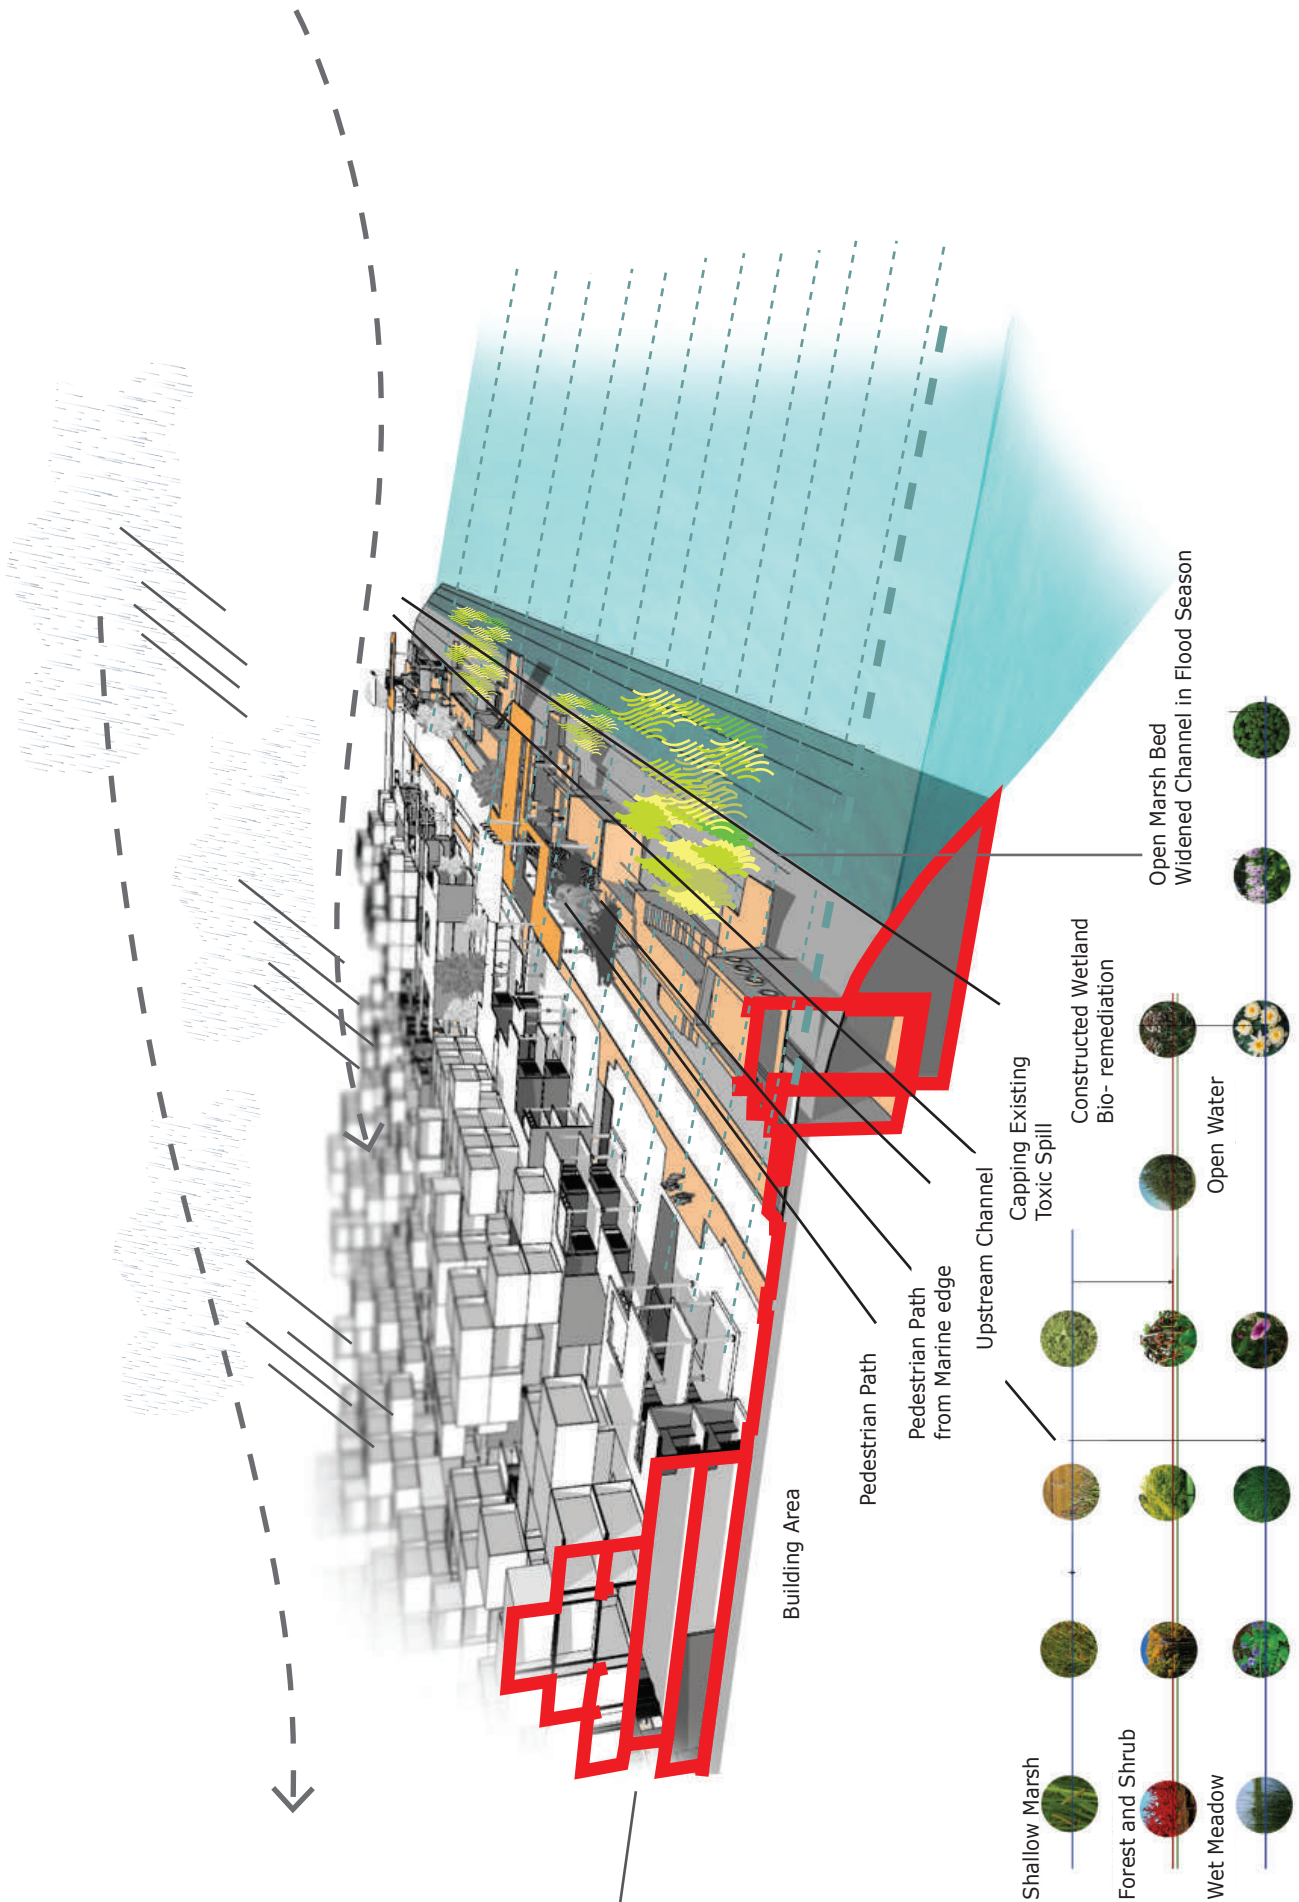 Building Area
Pedestrian Path
Pedestrian Path
from Marine edge
Upstream Channel
Capping Existing
Toxic Spill
Constructed Wetland
Bio- remediation
Open Marsh Bed
Widened Channel in Flood Season
Shallow Marsh
Forest and Shrub
Wet Meadow
Open Water